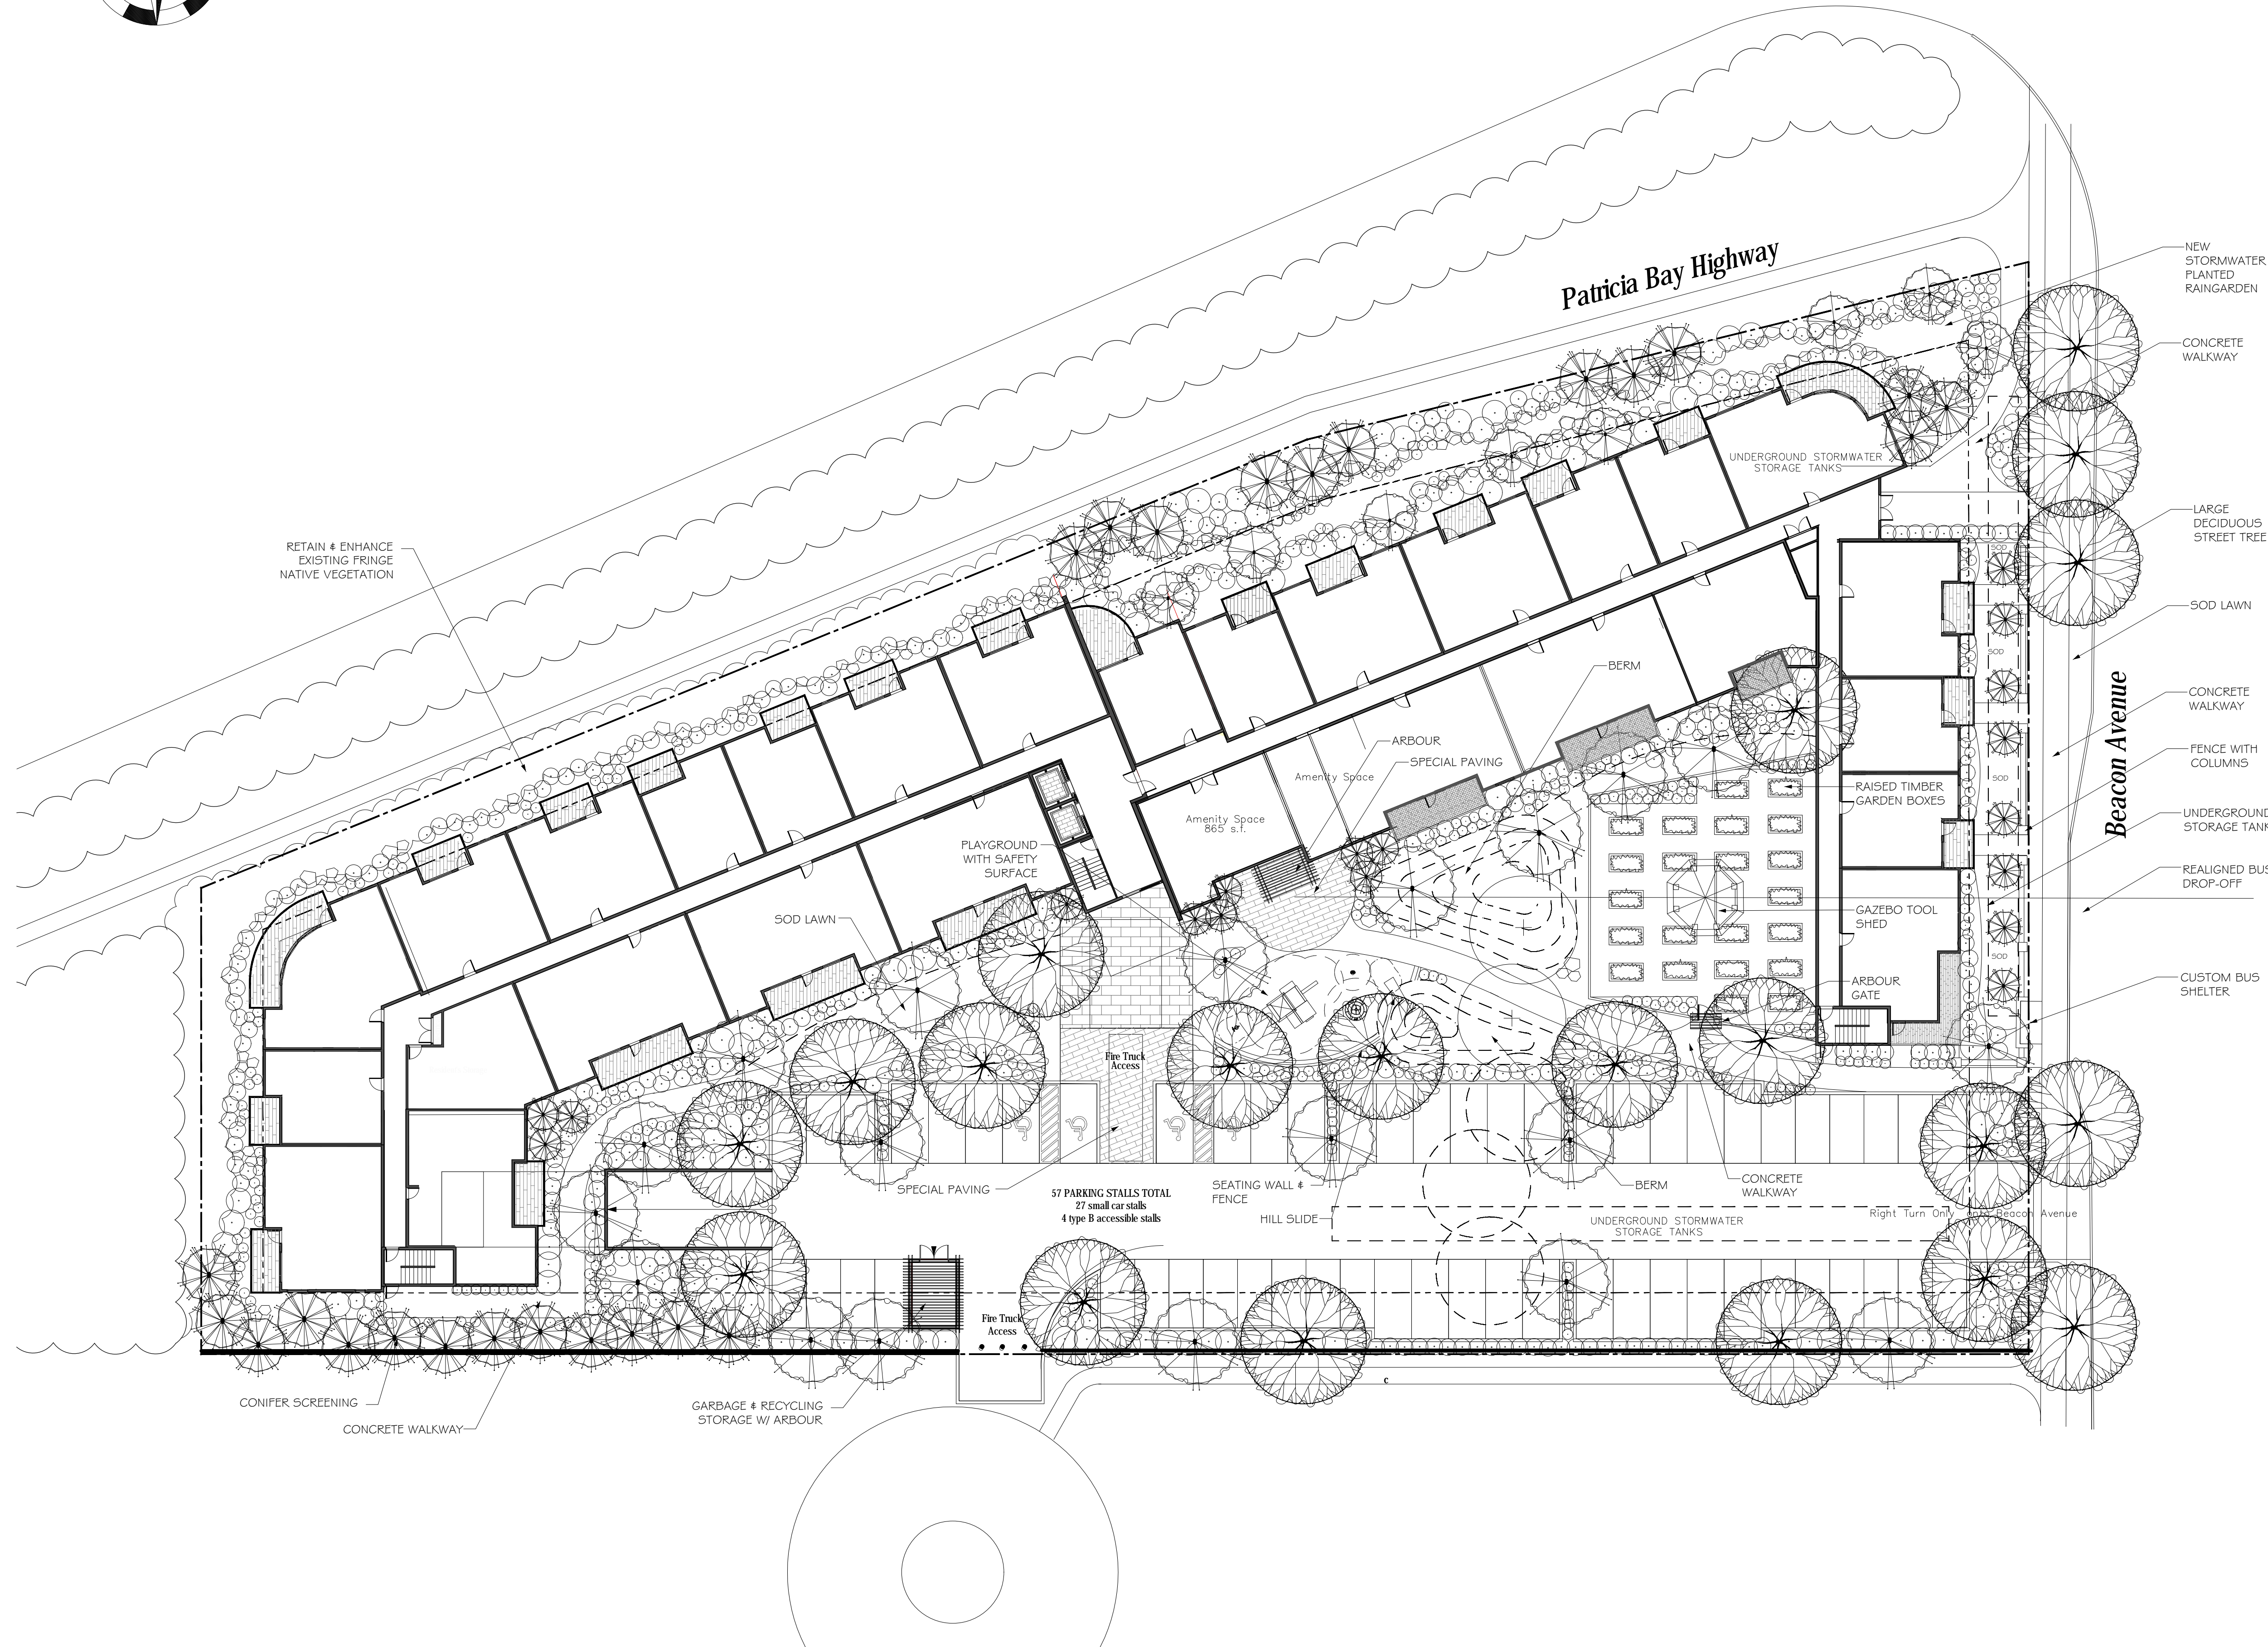 Patricia Bay Highway
NEW
STORMWATER
PLANTED
RAINGARDEN
CONCRETE
WALKWAY
UNDERGROUND STORMWATER
STORAGE TANKS
LARGE
DECIDUOUS
STREET TREE
RETAIN & ENHANCE
EXISTING FRINGE
NATIVE VEGETATION
SOD
SOD LAWN
SOD
BERM
CONCRETE
WALKWAY
Beacon Avenue
ARBOUR
FENCE WITH
COLUMNS
SPECIAL PAVING
Amenity Space
SOD
RAISED TIMBER
GARDEN BOXES
Amenity Space
865 s.f.
UNDERGROUND
STORAGE TANK
PLAYGROUND
WITH SAFETY
SURFACE
REALIGNED BUS
DROP-OFF
SOD LAWN
GAZEBO TOOL
SHED
SOD
ARBOUR
GATE
CUSTOM BUS
SHELTER
Fire Truck
Access
SPECIAL PAVING
57 PARKING STALLS TOTAL
27 small car stalls
4 type B accessible stalls
SEATING WALL &
FENCE
BERM
CONCRETE
WALKWAY
HILL SLIDE
UNDERGROUND STORMWATER
STORAGE TANKS
Right Turn Only onto Beacon Avenue
Fire Truck
Access
c
CONIFER SCREENING
CONCRETE WALKWAY
GARBAGE & RECYCLING
STORAGE W/ ARBOUR